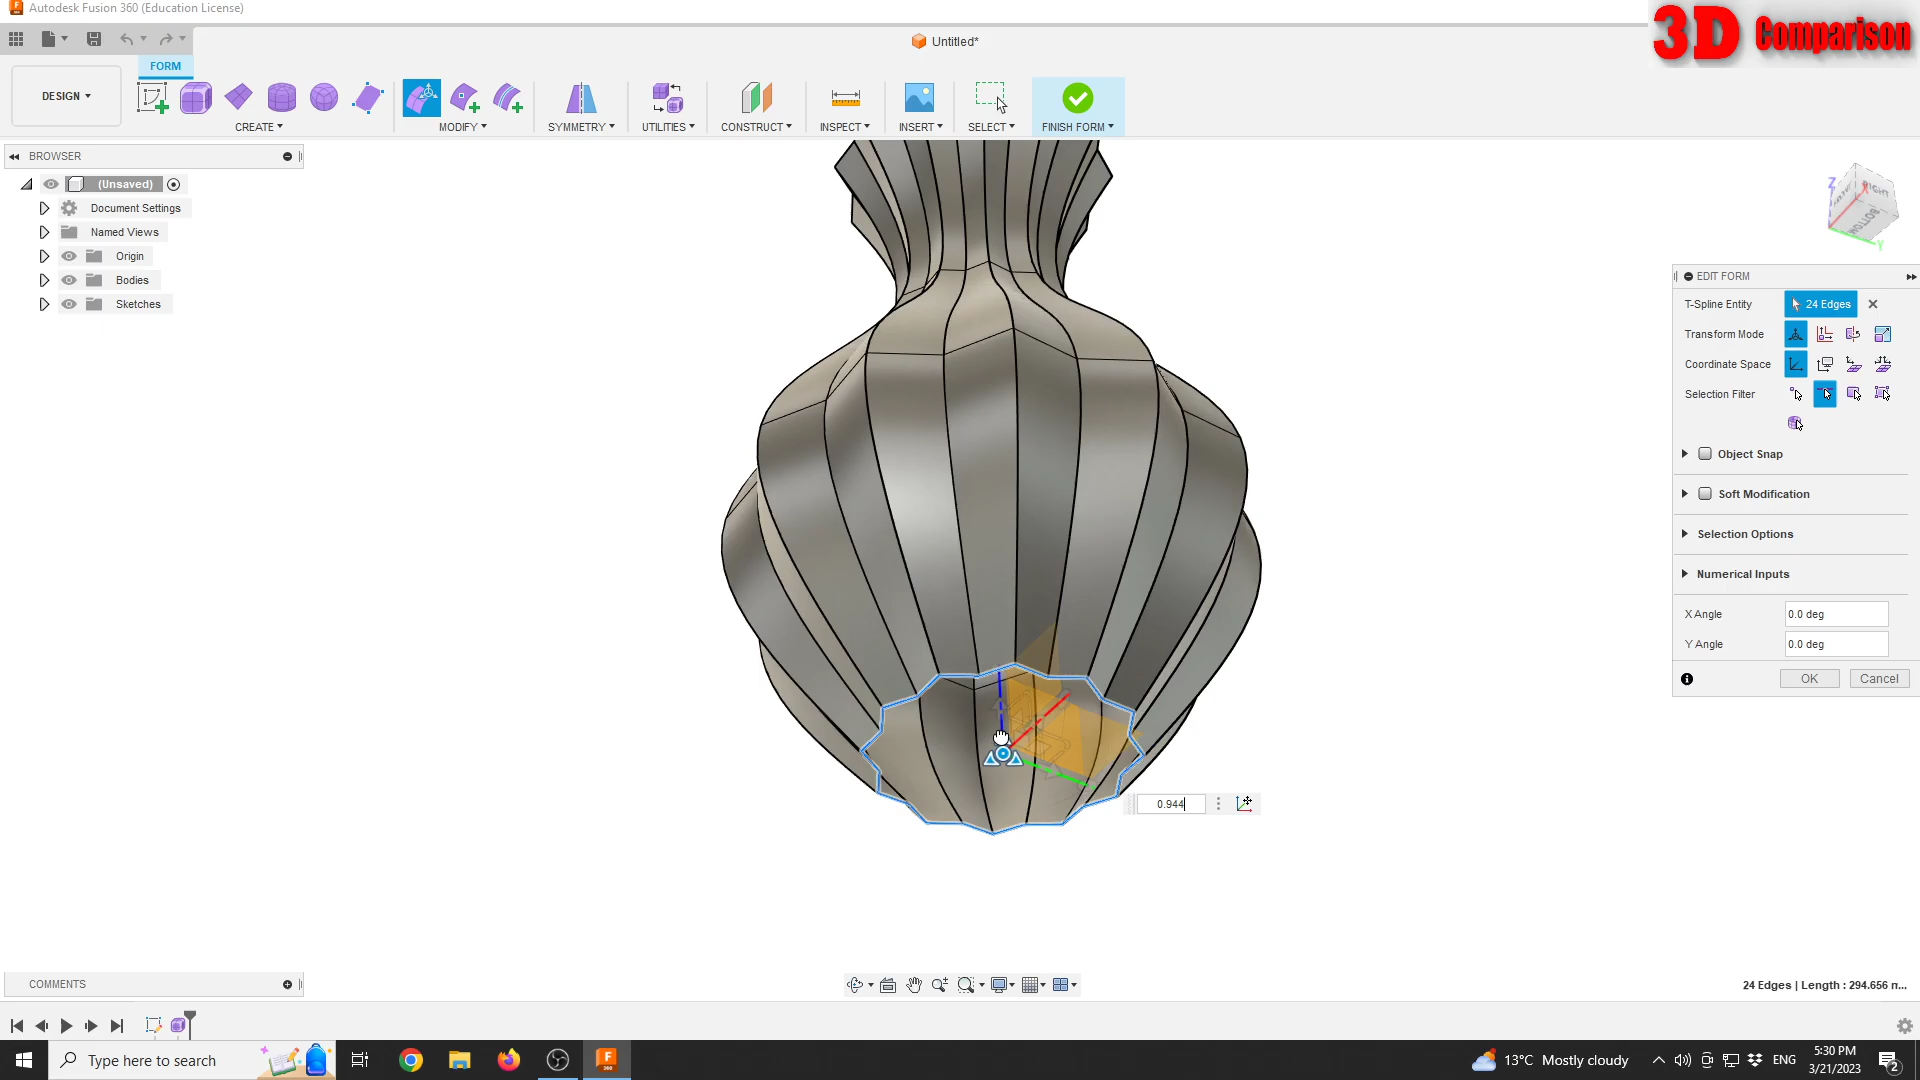 Autodesk Fusion 360 (Education License)
3D Comparison
Untitled*
FORM
DESIGN
CREATE
MODIFY
SYMMETRY
UTILITIES
CONSTRUCT
INSPECT
INSERT
SELECT
FINISH FORM
BROWSER
(Unsaved)
Document Settings
Named Views
Origin
Bodies
Sketches
Z
X
Y
RIGHT
BOTTOM
EDIT FORM
T-Spline Entity
24 Edges
Transform Mode
Coordinate Space
Selection Filter
Object Snap
Soft Modification
Selection Options
Numerical Inputs
X Angle
0.0 deg
Y Angle
0.0 deg
OK
Cancel
0.944
COMMENTS
24 Edges | Length : 294.656 m...
Type here to search
F
360
13°C Mostly cloudy
ENG
5:30 PM
3/21/2023
2